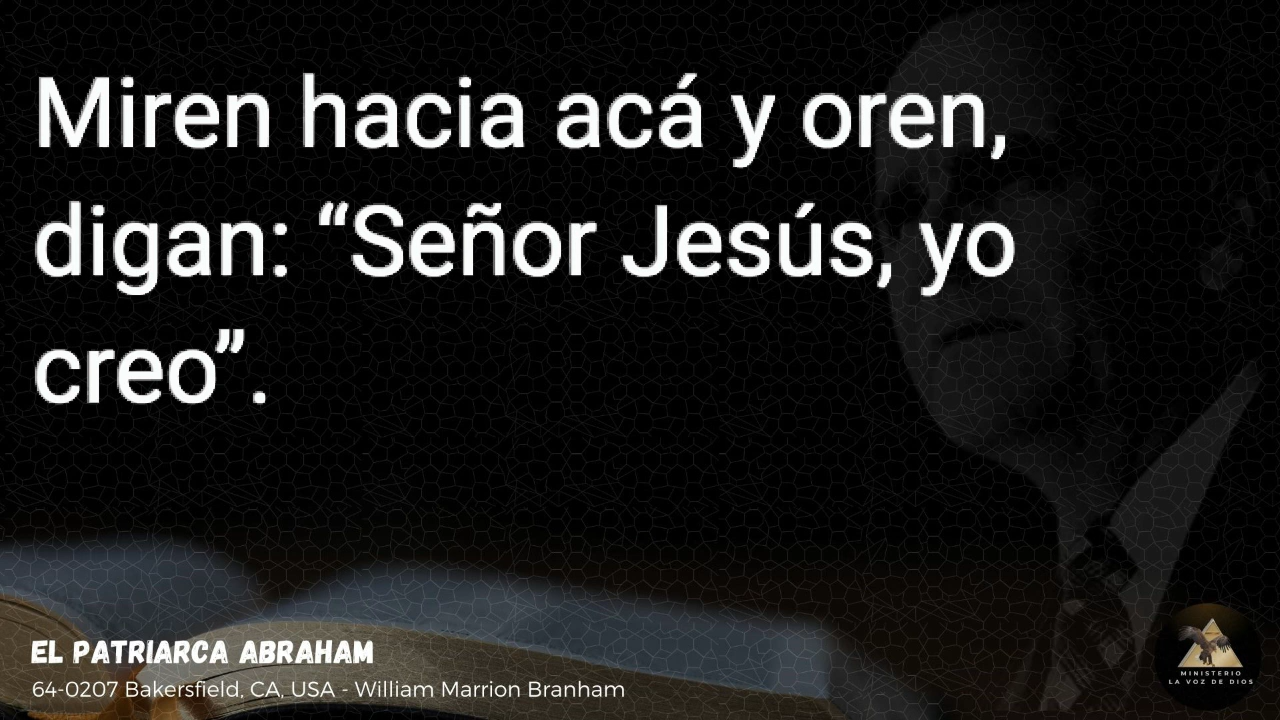 Miren hacia acá y oren,
digan: “Señor Jesús, yo
creo”.
EL PATRIARCA ABRAHAM
64-0207 Bakersfield, CA, USA - William Marrion Branham
MINISTERIO
LA VOZ DE DIOS